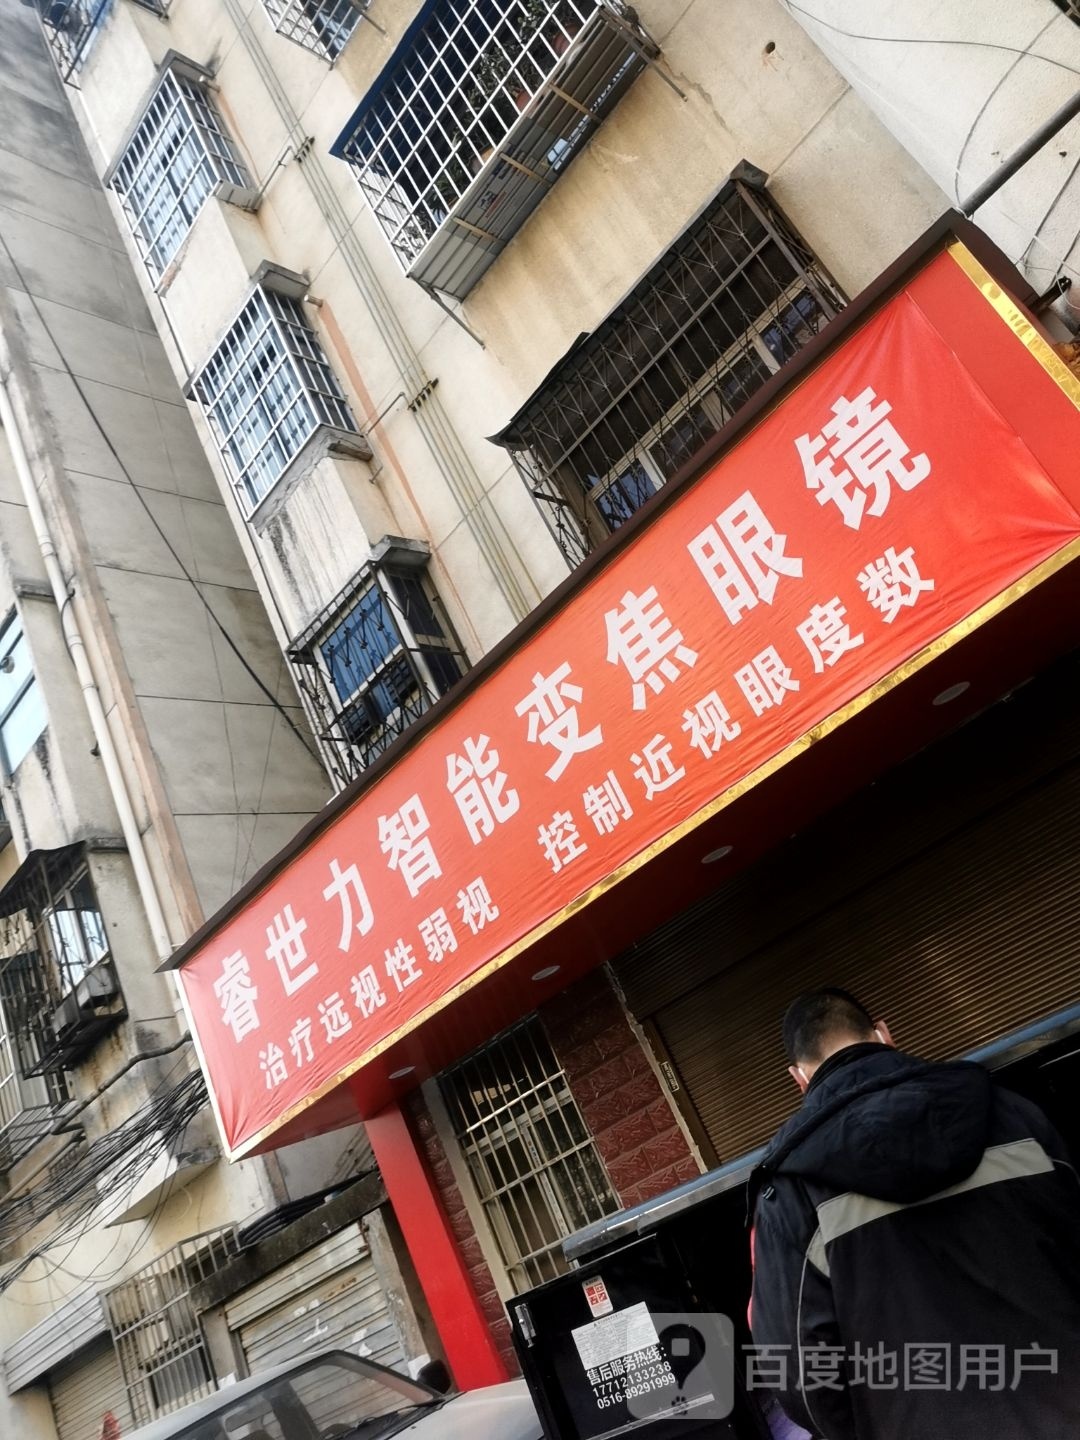 睿世力智能变焦眼镜
治疗远视性弱视 控制近视眼度数
售后服务热线:
17712133238
0516-89291999
百度地图用户